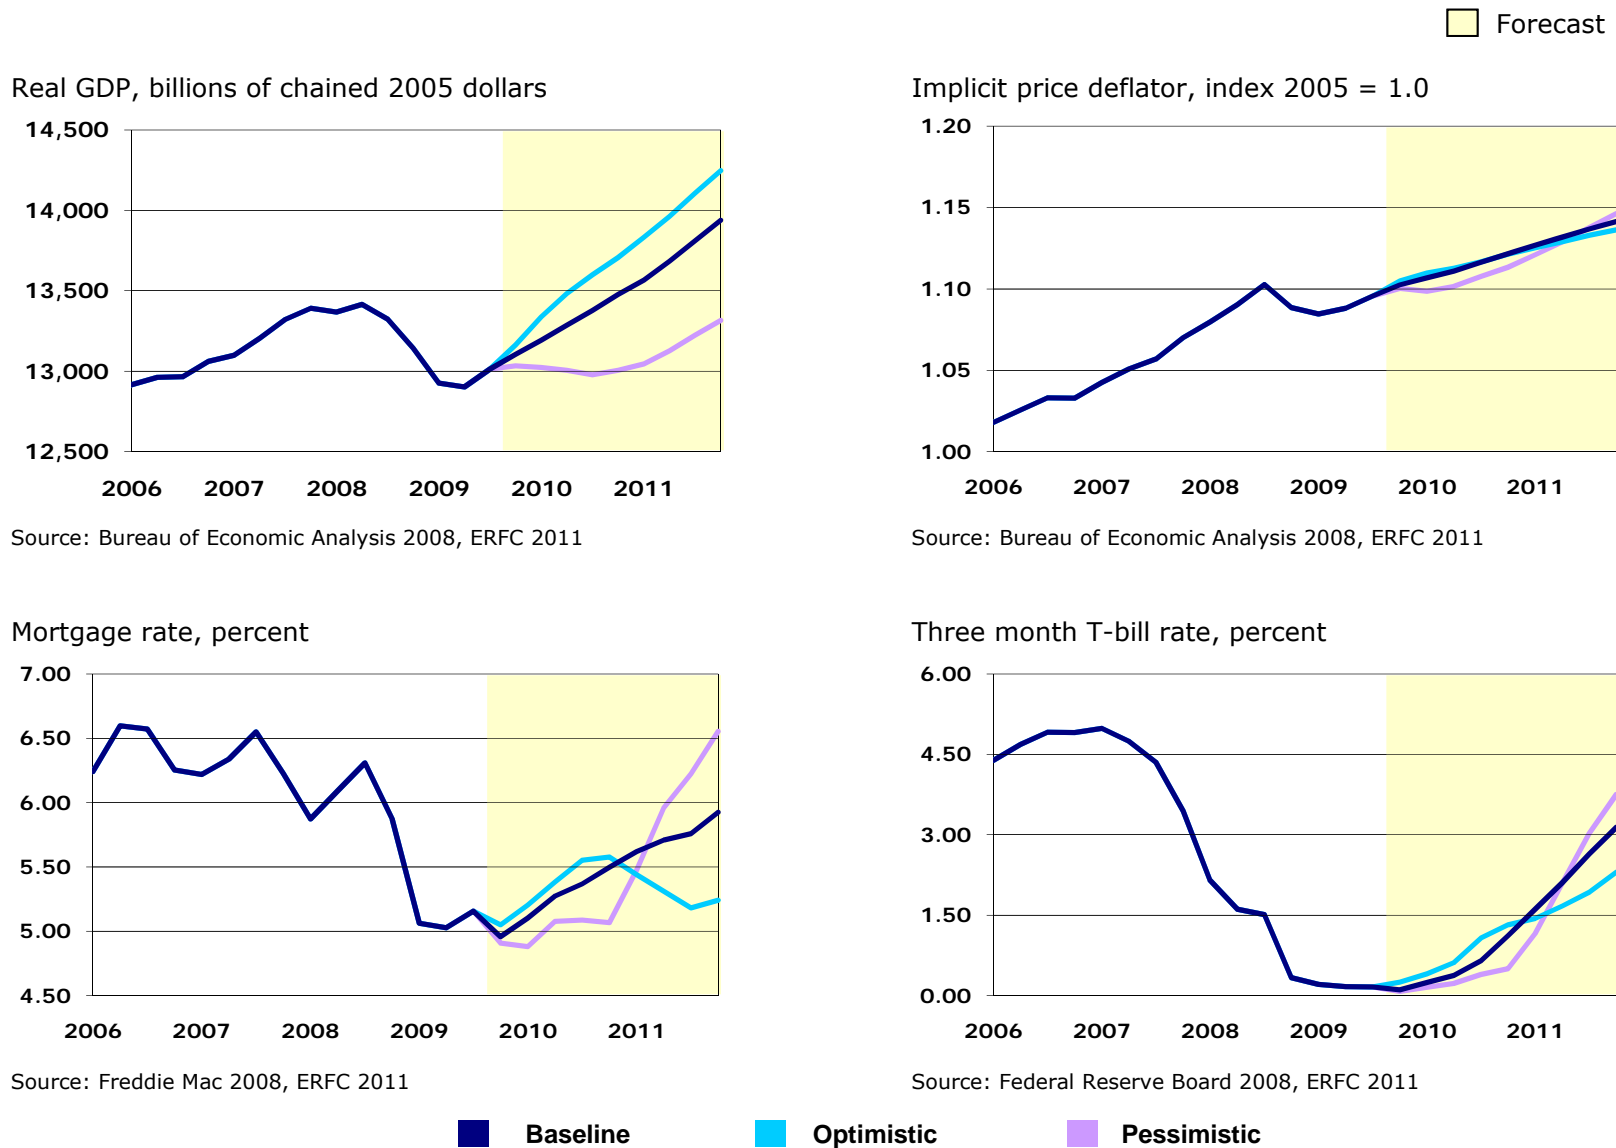 Forecast
Real GDP, billions of chained 2005 dollars
14,500
14,000
13,500
13,000
12,500
2006 2007 2008 2009 2010 2011
Source: Bureau of Economic Analysis 2008, ERFC 2011
Implicit price deflator, index 2005 = 1.0
1.20
1.15
1.10
1.05
1.00
2006 2007 2008 2009 2010 2011
Source: Bureau of Economic Analysis 2008, ERFC 2011
Mortgage rate, percent
7.00
6.50
6.00
5.50
5.00
4.50
2006 2007 2008 2009 2010 2011
Source: Freddie Mac 2008, ERFC 2011
Three month T-bill rate, percent
6.00
4.50
3.00
1.50
0.00
2006 2007 2008 2009 2010 2011
Source: Federal Reserve Board 2008, ERFC 2011
Baseline Optimistic Pessimistic